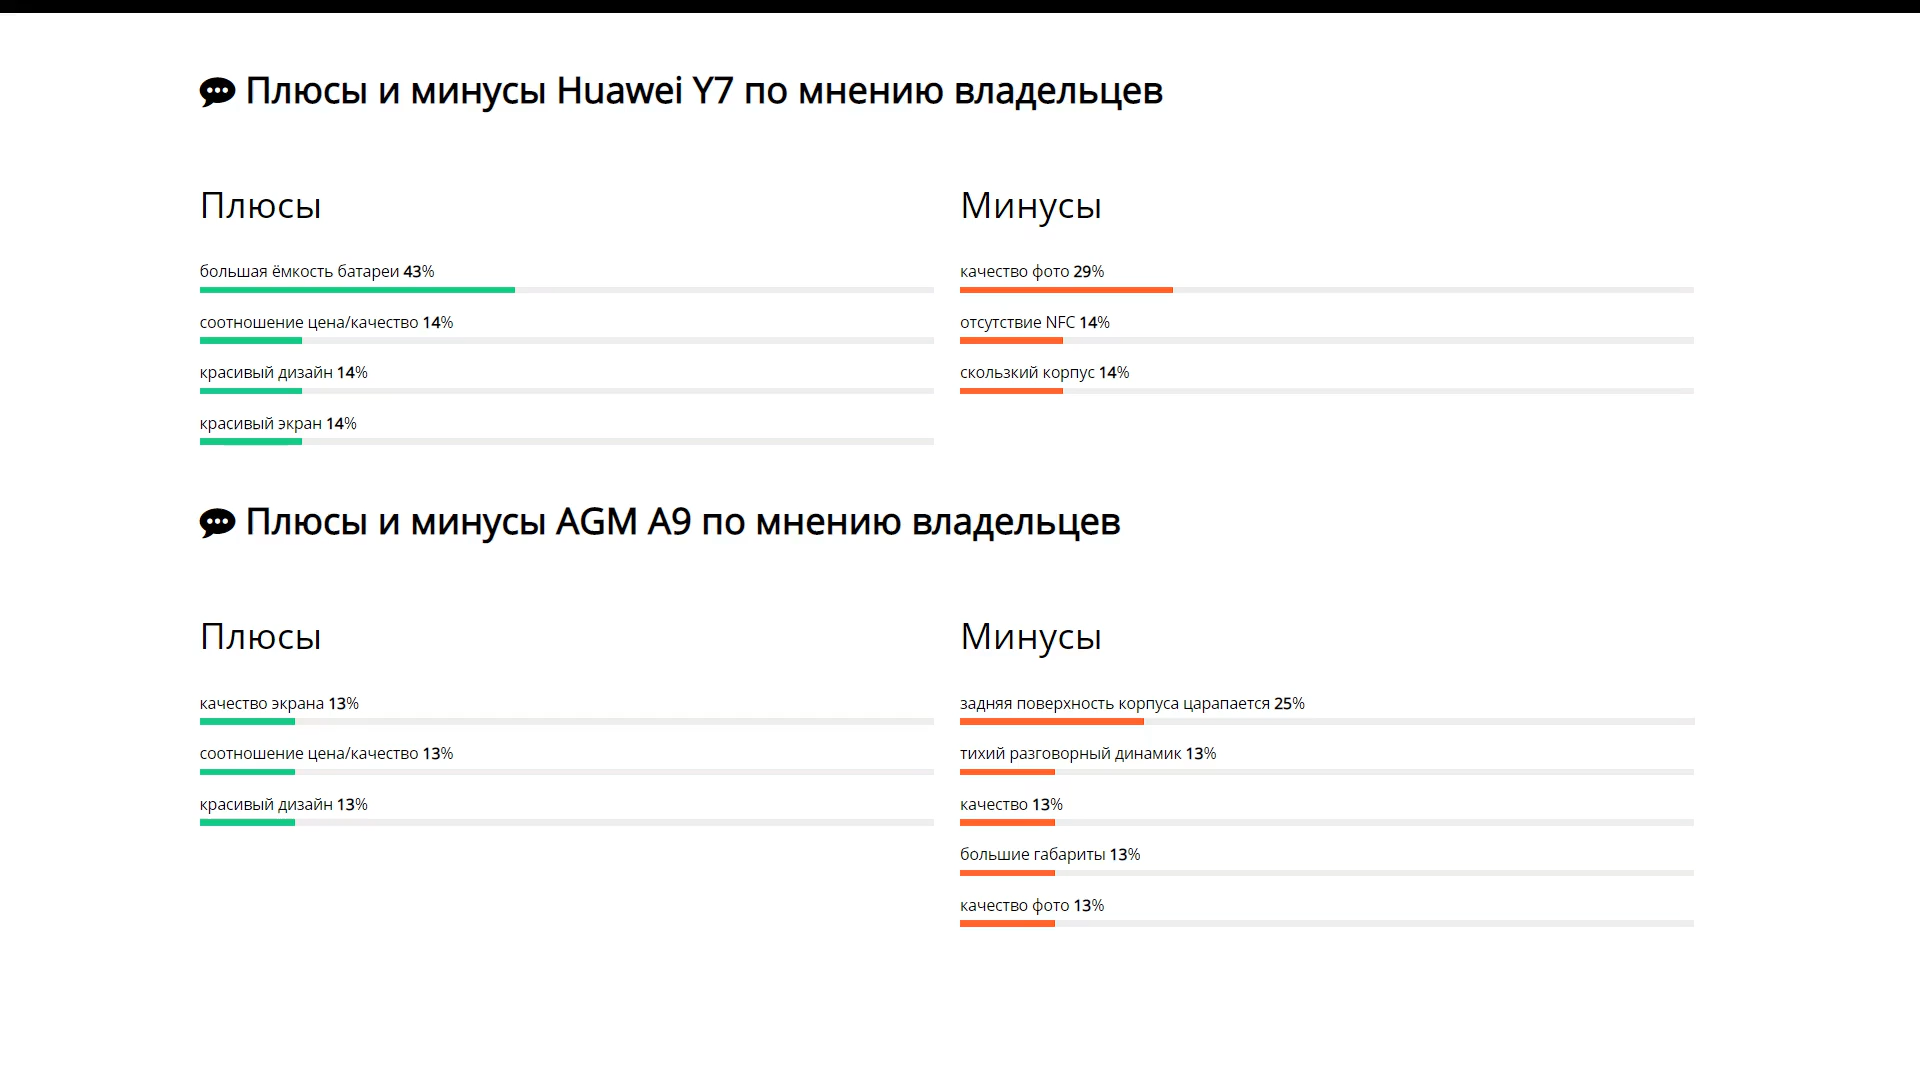 Плюсы и минусы Huawei Y7 по мнению владельцев
Плюсы
большая ёмкость батареи 43%
соотношение цена/качество 14%
красивый дизайн 14%
красивый экран 14%
Минусы
качество фото 29%
отсутствие NFC 14%
скользкий корпус 14%
Плюсы и минусы AGM A9 по мнению владельцев
Плюсы
качество экрана 13%
соотношение цена/качество 13%
красивый дизайн 13%
Минусы
задняя поверхность корпуса царапается 25%
тихий разговорный динамик 13%
качество 13%
большие габариты 13%
качество фото 13%